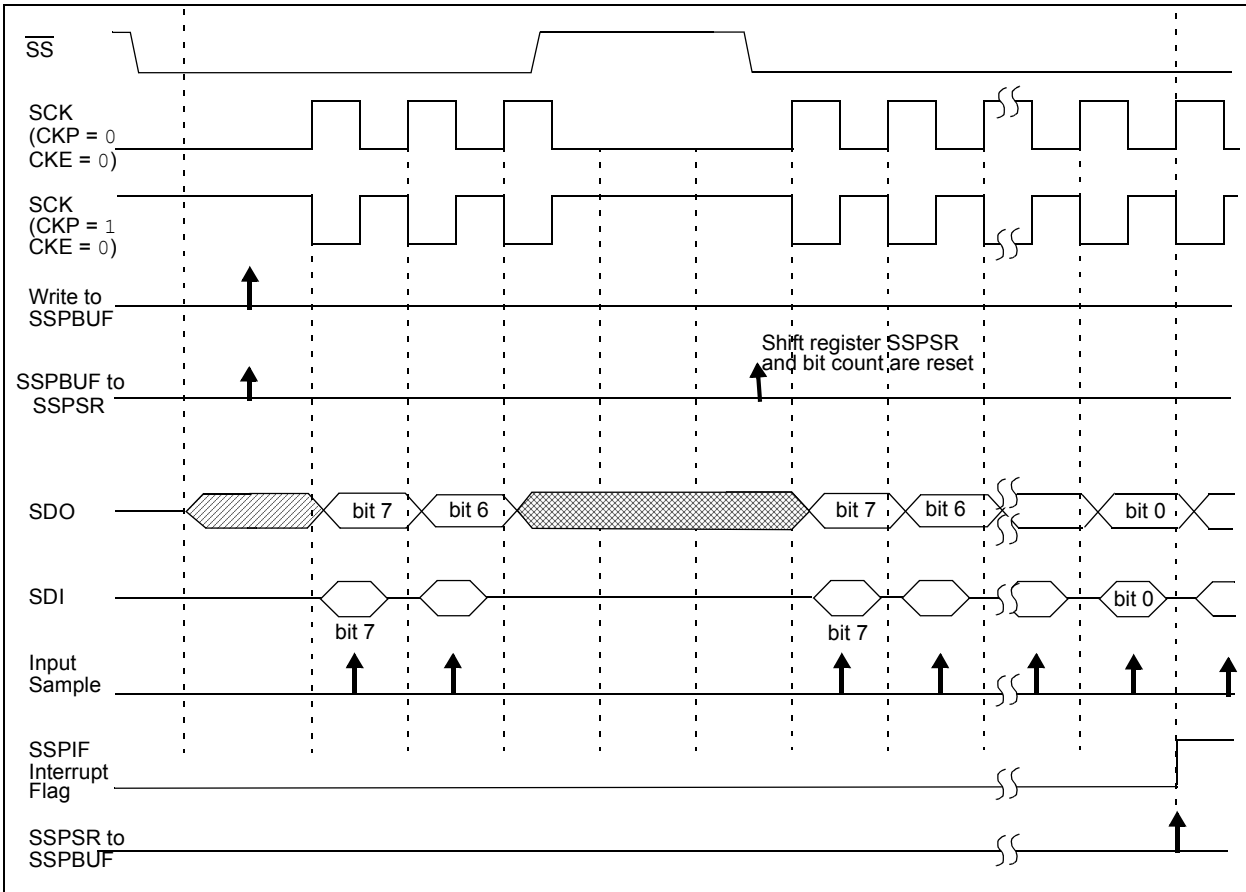 SS
SCK
(CKP = 0
CKE = 0)
SCK
(CKP = 1
CKE = 0)
Write to
SSPBUF
Shift register SSPSR
and bit count are reset
SSPBUF to
SSPSR
SDO
bit 7
bit 6
bit 7
bit 6
bit 0
SDI
bit 0
bit 7
bit 7
Input
Sample
SSPIF
Interrupt
Flag
SSPSR to
SSPBUF